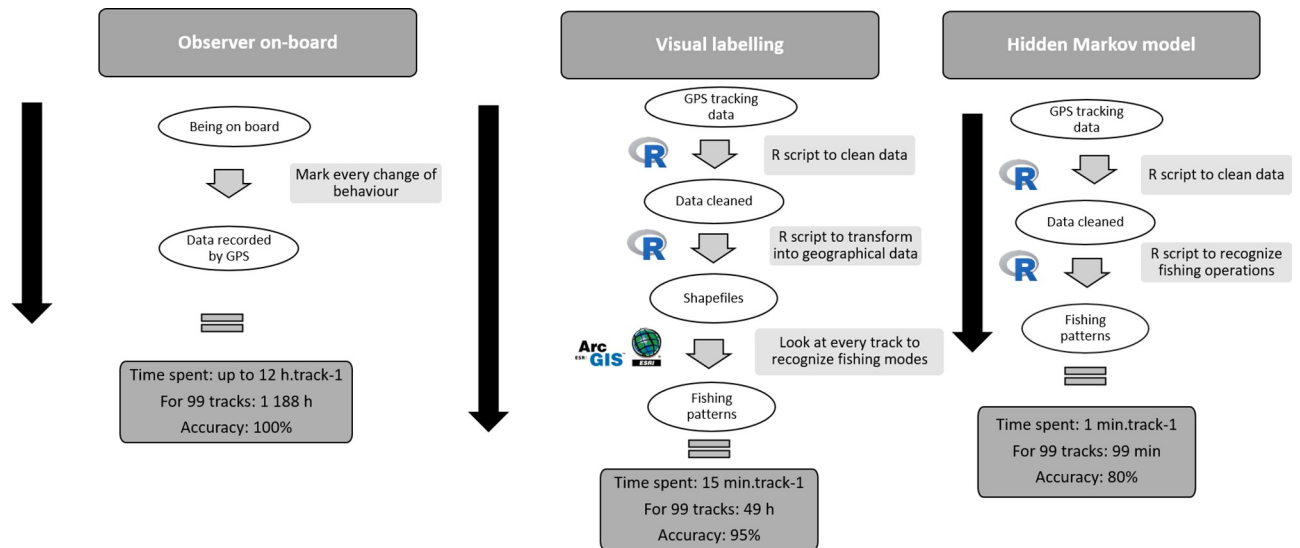 Observer on-board
Being on board
Mark every change of
behaviour
Data recorded
by GPS
Time spent: up to 12 h.track-1
For 99 tracks: 1 188 h
Accuracy: 100%
Visual labelling
GPS tracking
data
R
R script to clean data
Data cleaned
R
R script to transform
into geographical data
Shapefiles
Arc
ESRI GIS™
ESRI
Look at every track to
recognize fishing modes
Fishing
patterns
Time spent: 15 min.track-1
For 99 tracks: 49 h
Accuracy: 95%
Hidden Markov model
GPS tracking
data
R
R script to clean data
Data cleaned
R
R script to recognize
fishing operations
Fishing
patterns
Time spent: 1 min.track-1
For 99 tracks: 99 min
Accuracy: 80%